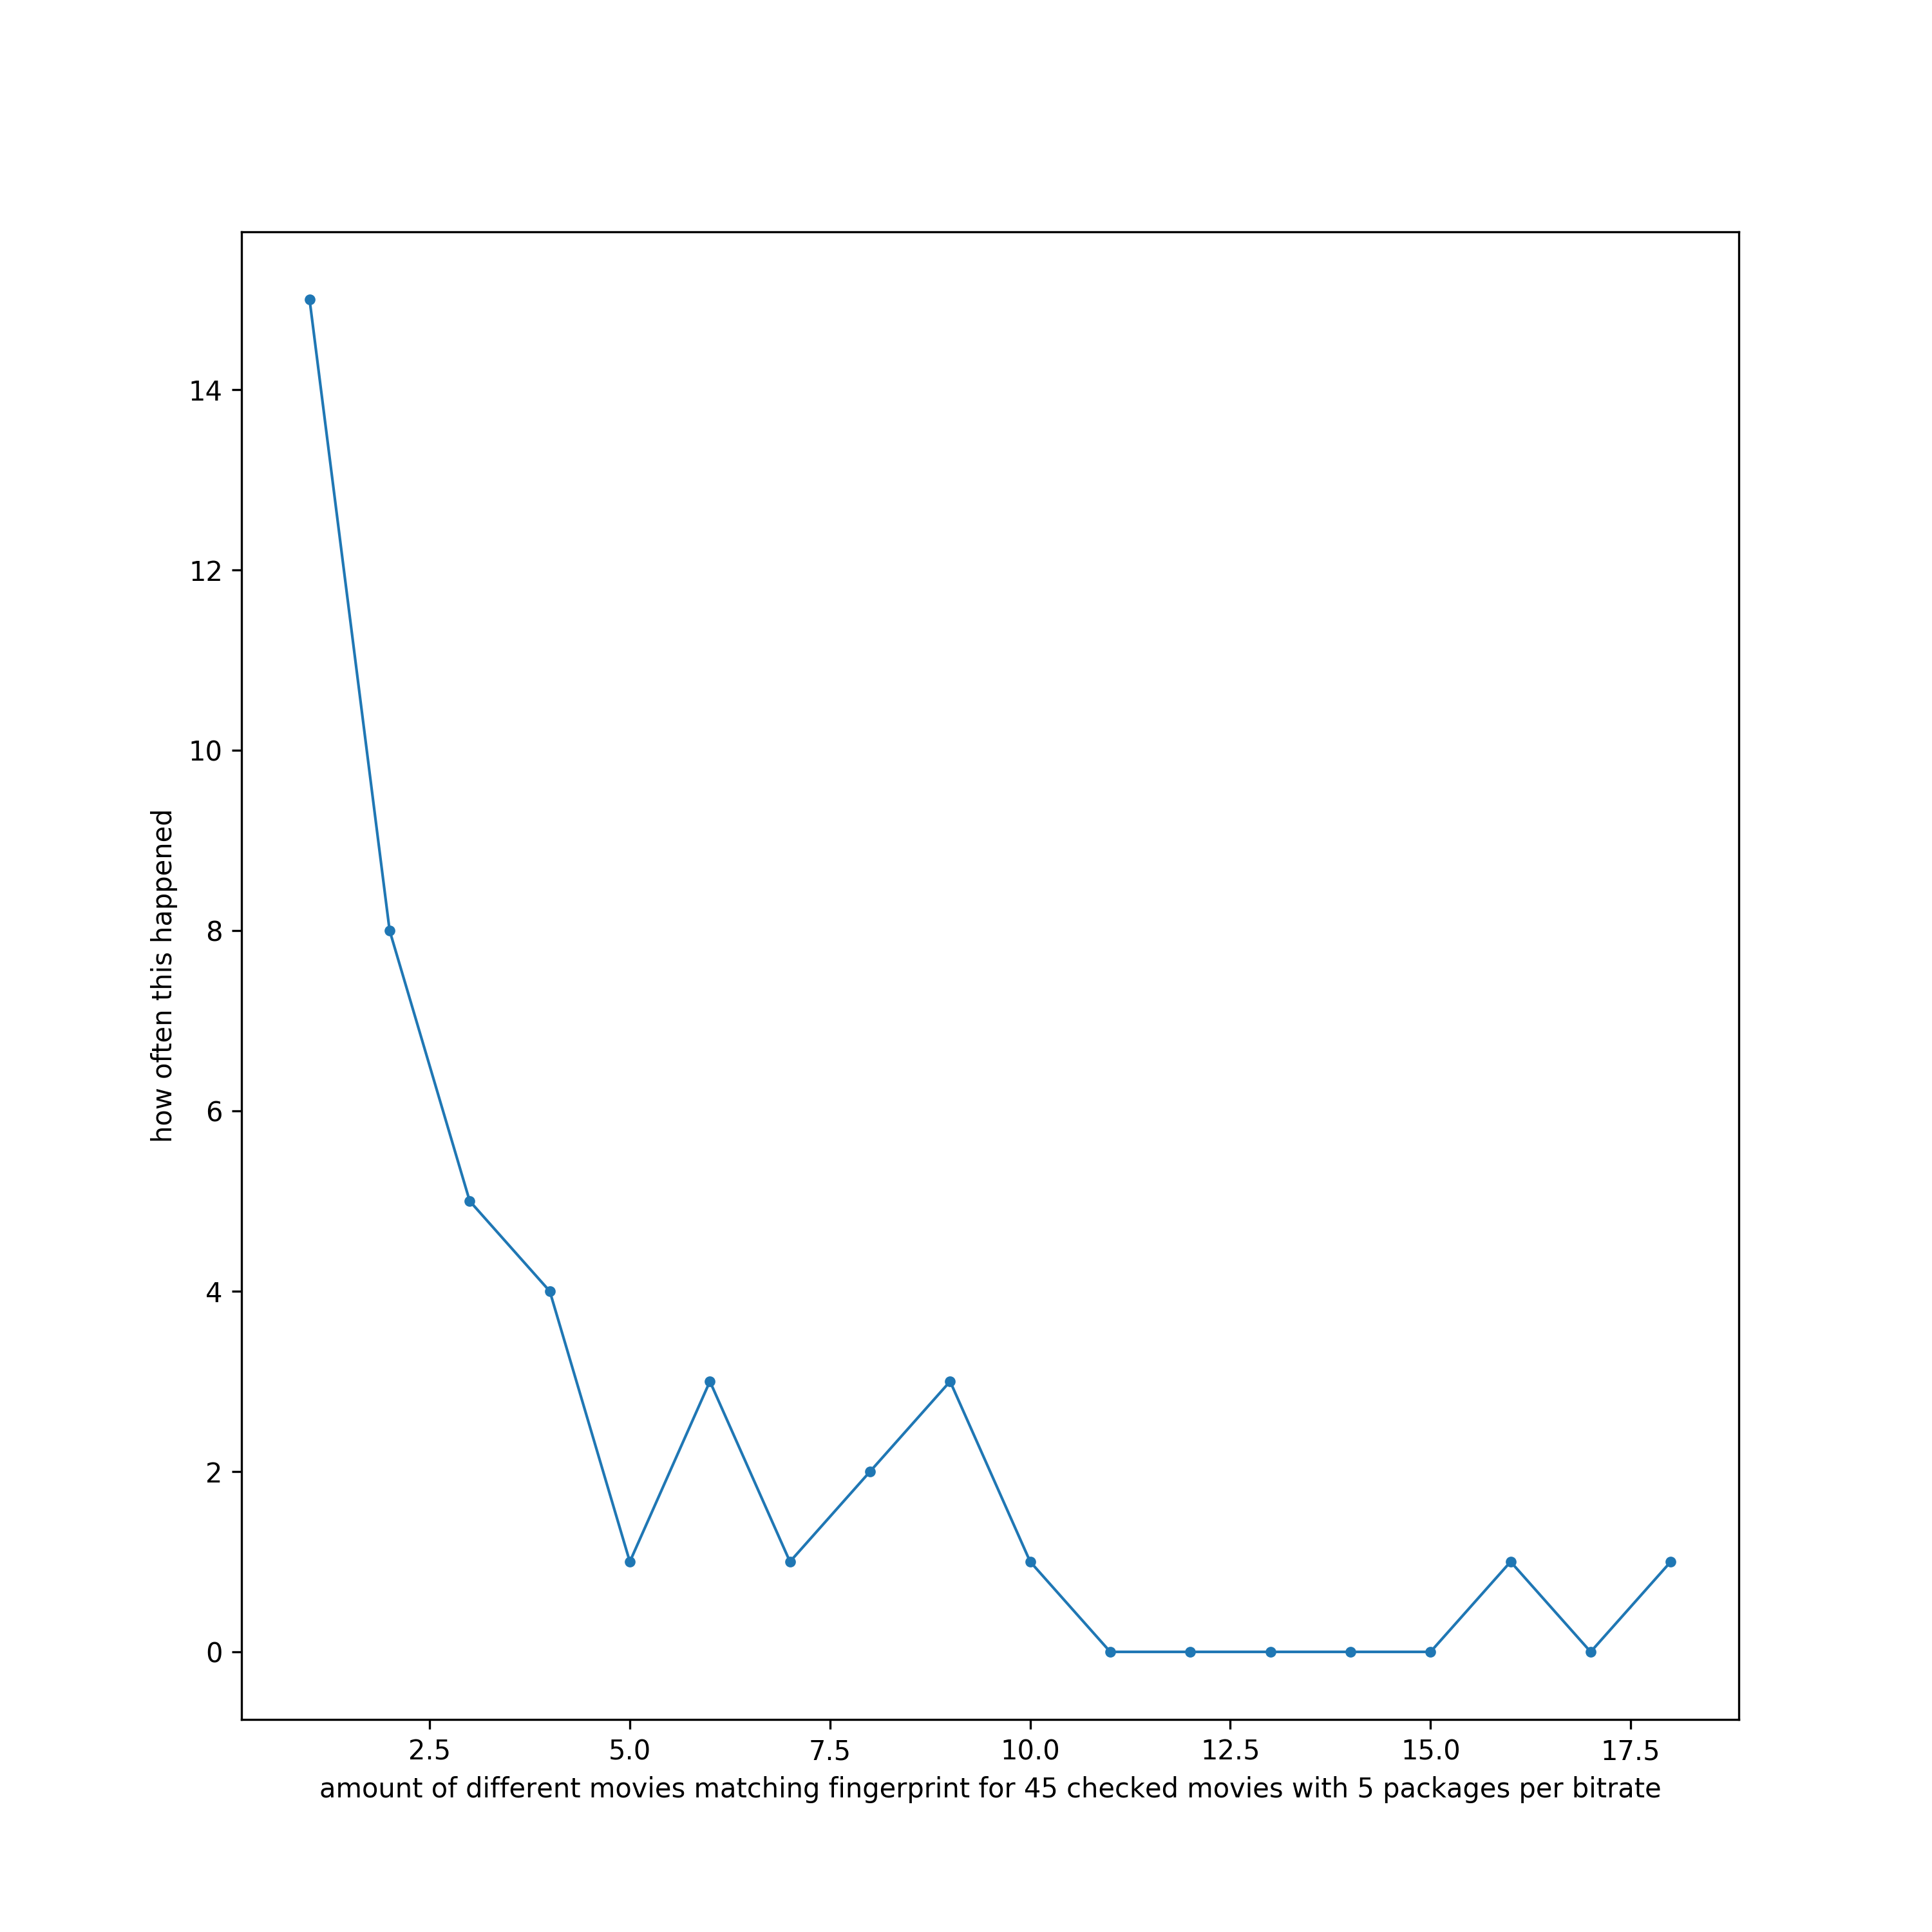 14
12
10
8
6
4
2
0
how often this happened
2.5 5.0 7.5 10.0 12.5 15.0 17.5
amount of different movies matching fingerprint for 45 checked movies with 5 packages per bitrate